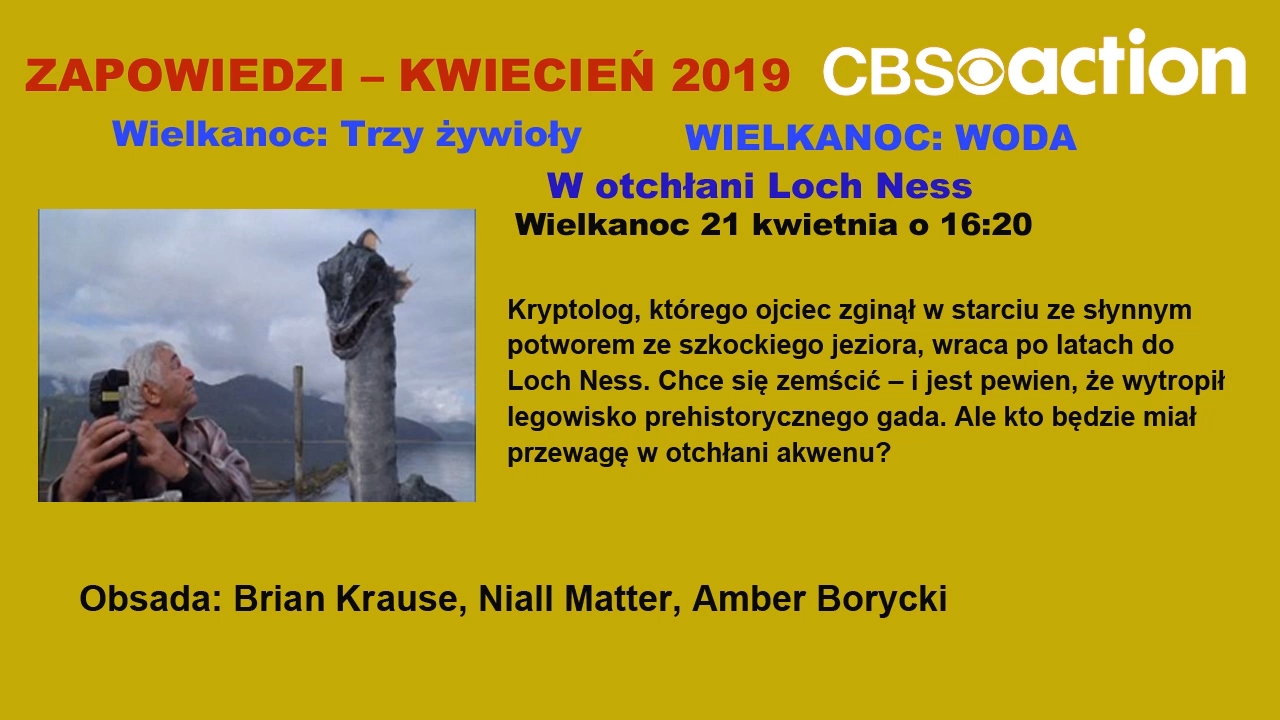 ZAPOWIEDZI – KWIECIEŃ 2019
CBS action
Wielkanoc: Trzy żywioły
WIELKANOC: WODA
W otchłani Loch Ness
Wielkanoc 21 kwietnia o 16:20
Kryptolog, którego ojciec zginął w starciu ze słynnym
potworem ze szkockiego jeziora, wraca po latach do
Loch Ness. Chce się zemścić – i jest pewien, że wytropił
legowisko prehistorycznego gada. Ale kto będzie miał
przewagę w otchłani akwenu?
Obsada: Brian Krause, Niall Matter, Amber Borycki